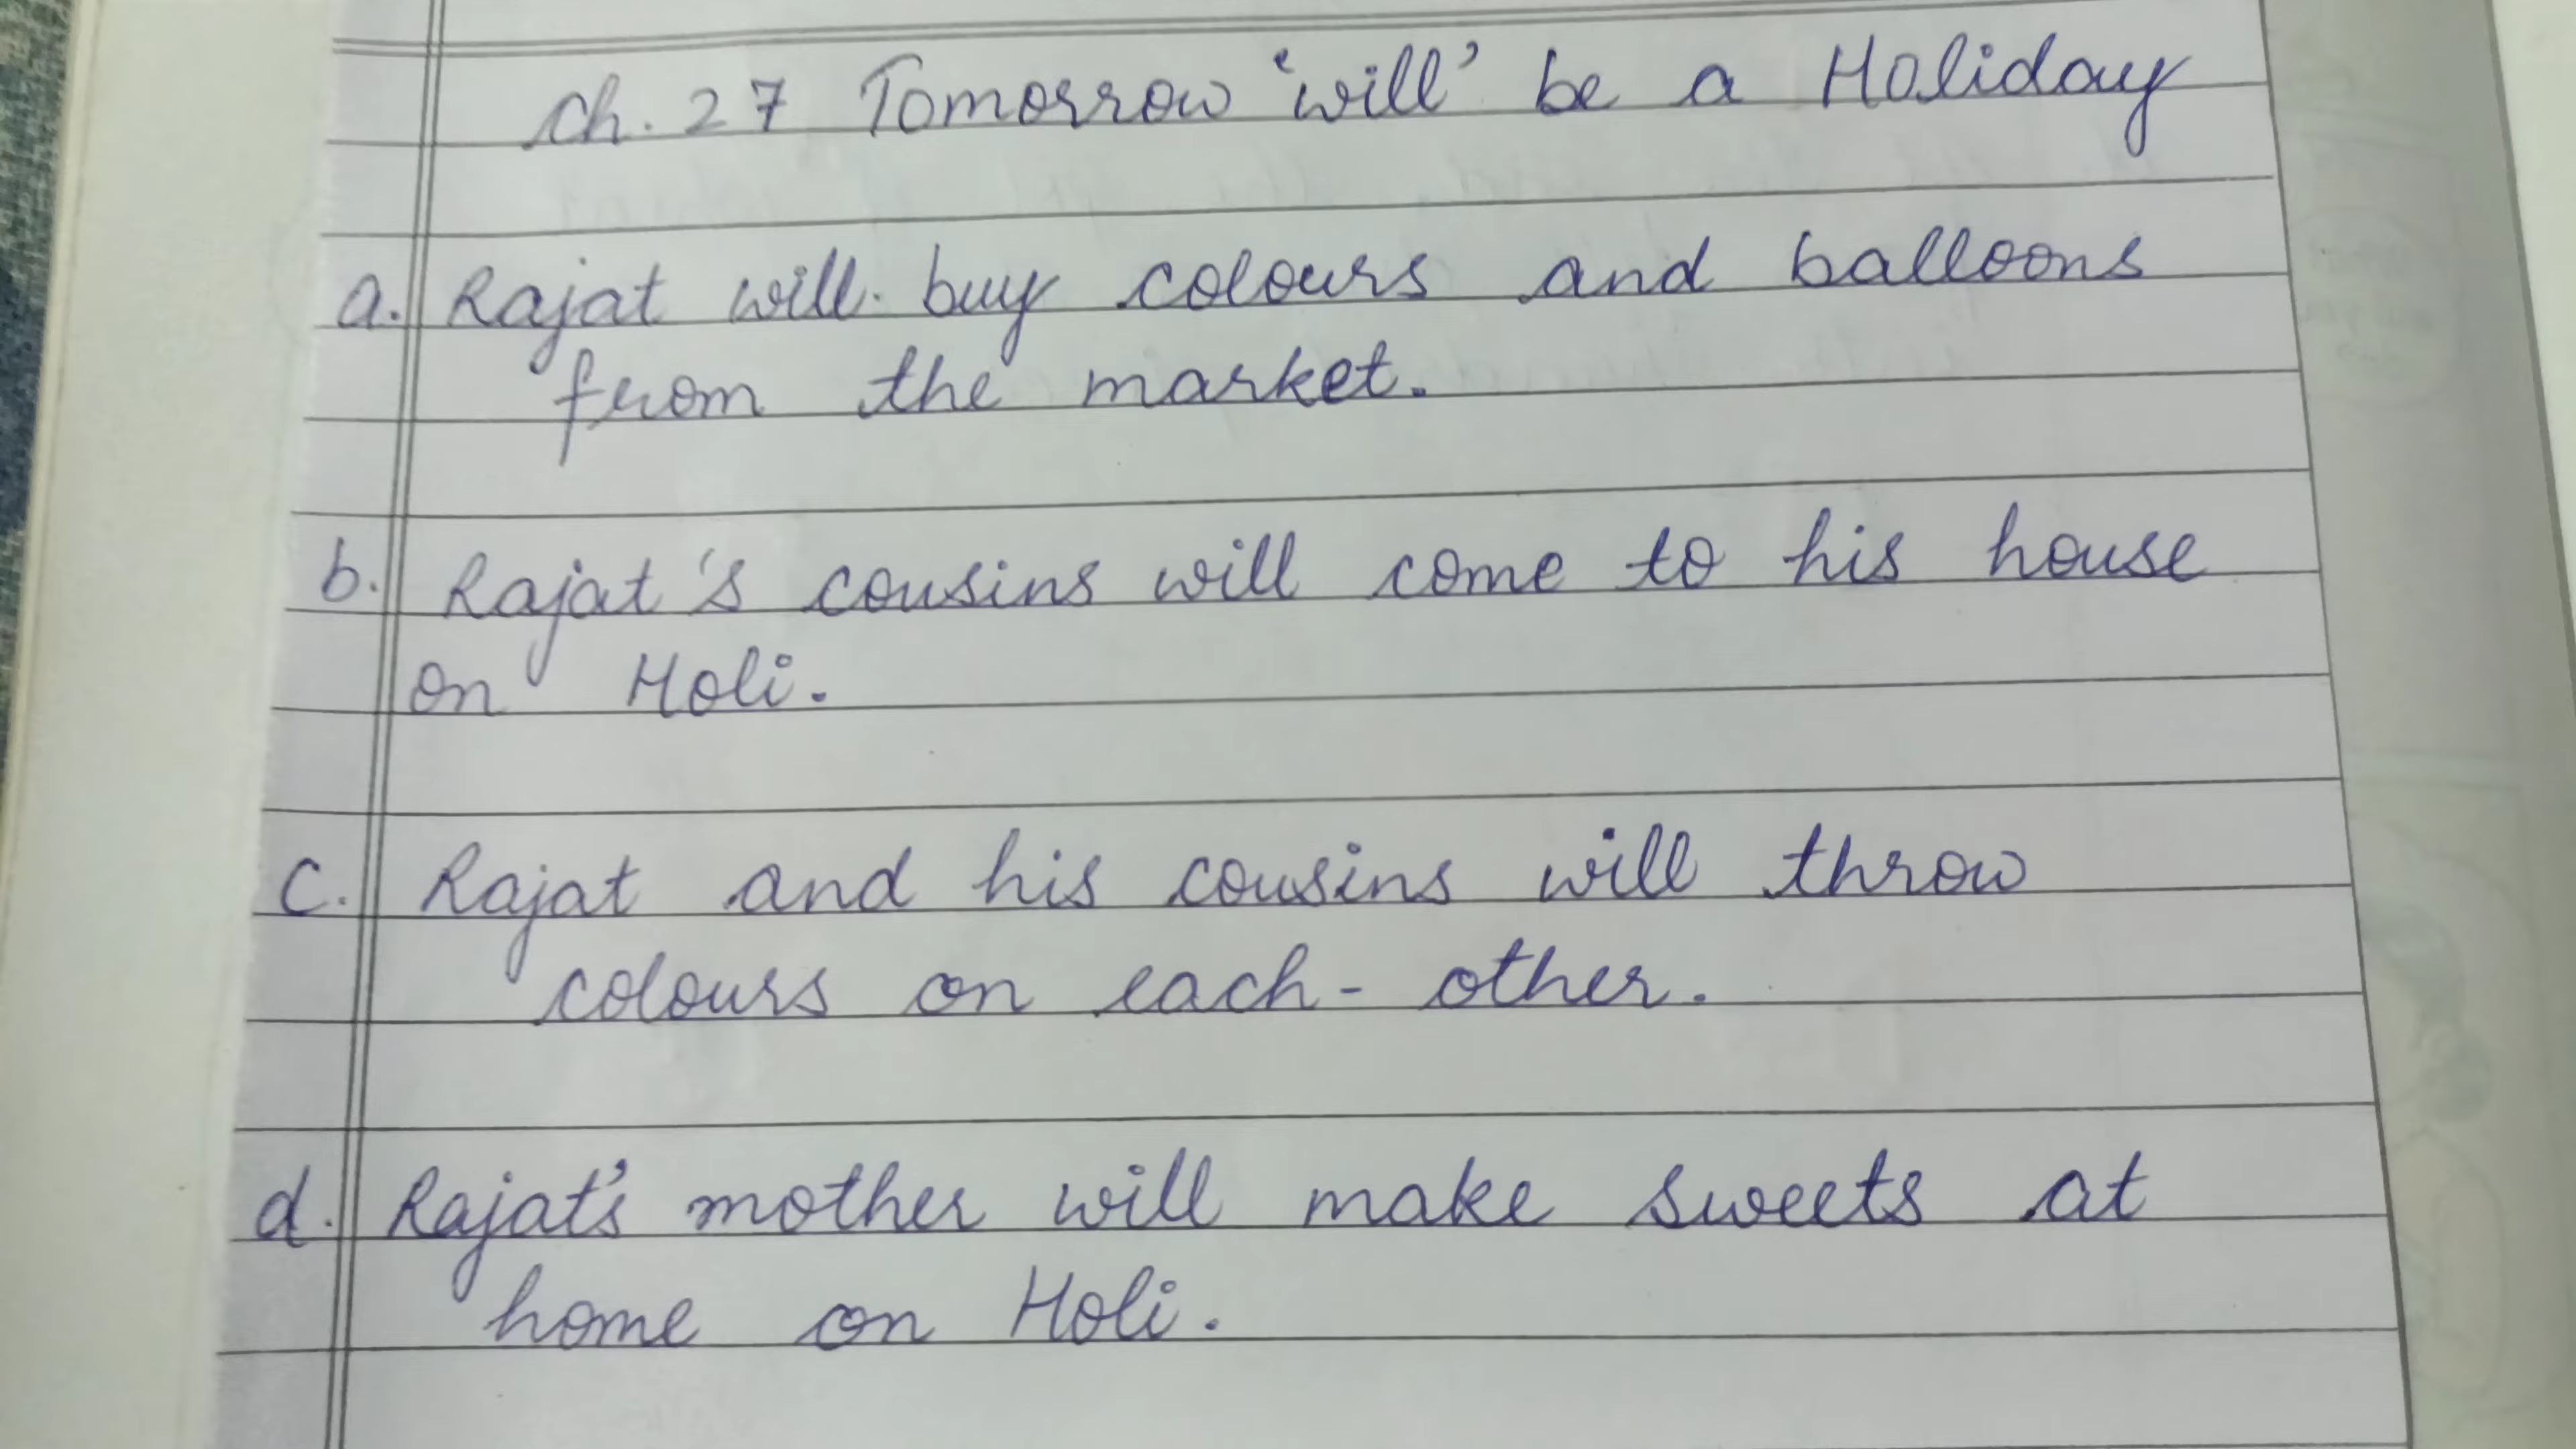 Ch. 27 Tomorrow 'will' be a Holiday
a. Rajat will buy colours and balloons
from the market.
b. Rajat's cousins will come to his house
on Holi.
c. Rajat and his cousins will throw
colours on each-other.
d. Rajat's mother will make sweets at
home on Holi.